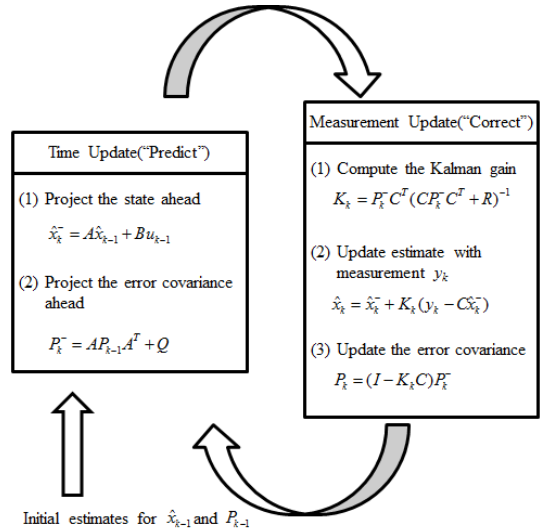 Time Update("Predict")
(1) Project the state ahead
x̂ₖ⁻ = Ax̂ₖ₋₁ + Buₖ₋₁
(2) Project the error covariance
ahead
Pₖ⁻ = APₖ₋₁Aᵀ + Q
Measurement Update("Correct")
(1) Compute the Kalman gain
Kₖ = Pₖ⁻Cᵀ(CPₖ⁻Cᵀ + R)⁻¹
(2) Update estimate with
measurement yₖ
x̂ₖ = x̂ₖ⁻ + Kₖ(yₖ − Cx̂ₖ⁻)
(3) Update the error covariance
Pₖ = (I − KₖC)Pₖ⁻
Initial estimates for x̂ₖ₋₁ and Pₖ₋₁